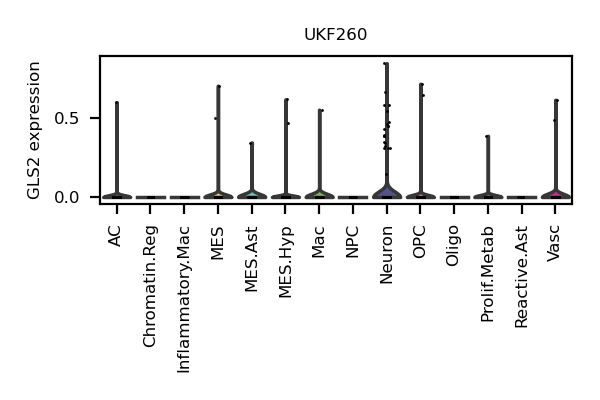 UKF260
GLS2 expression
0.5
0.0
AC
Chromatin.Reg
Inflammatory.Mac
MES
MES.Ast
MES.Hyp
Mac
NPC
Neuron
OPC
Oligo
Prolif.Metab
Reactive.Ast
Vasc